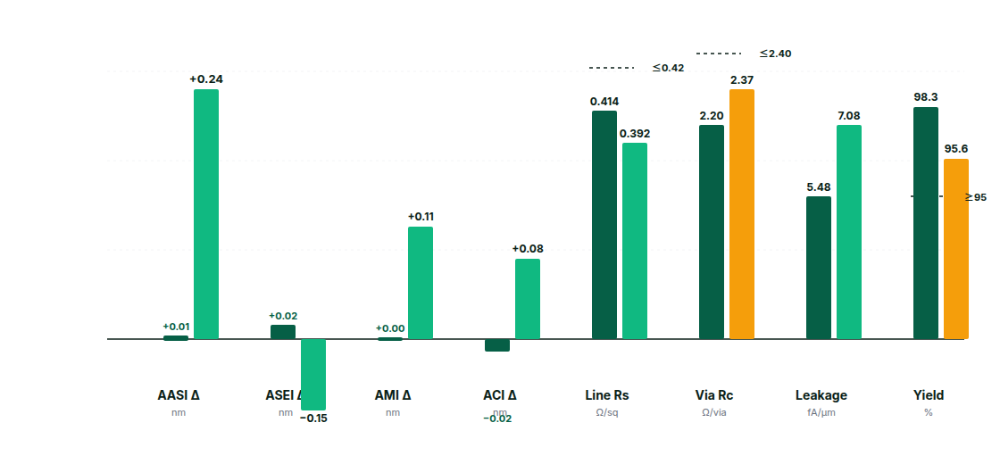 ≤2.40
≤0.42
+0.24
2.37
98.3
0.414
2.20
7.08
0.392
95.6
5.48
≥95
+0.11
+0.08
+0.02
+0.01
+0.00
AASI Δ
ASEI Δ
AMI Δ
ACI Δ
Line Rs
Via Rc
Leakage
Yield
nm
nm
nm
nm
Ω/sq
Ω/via
fA/μm
%
−0.15
−0.02